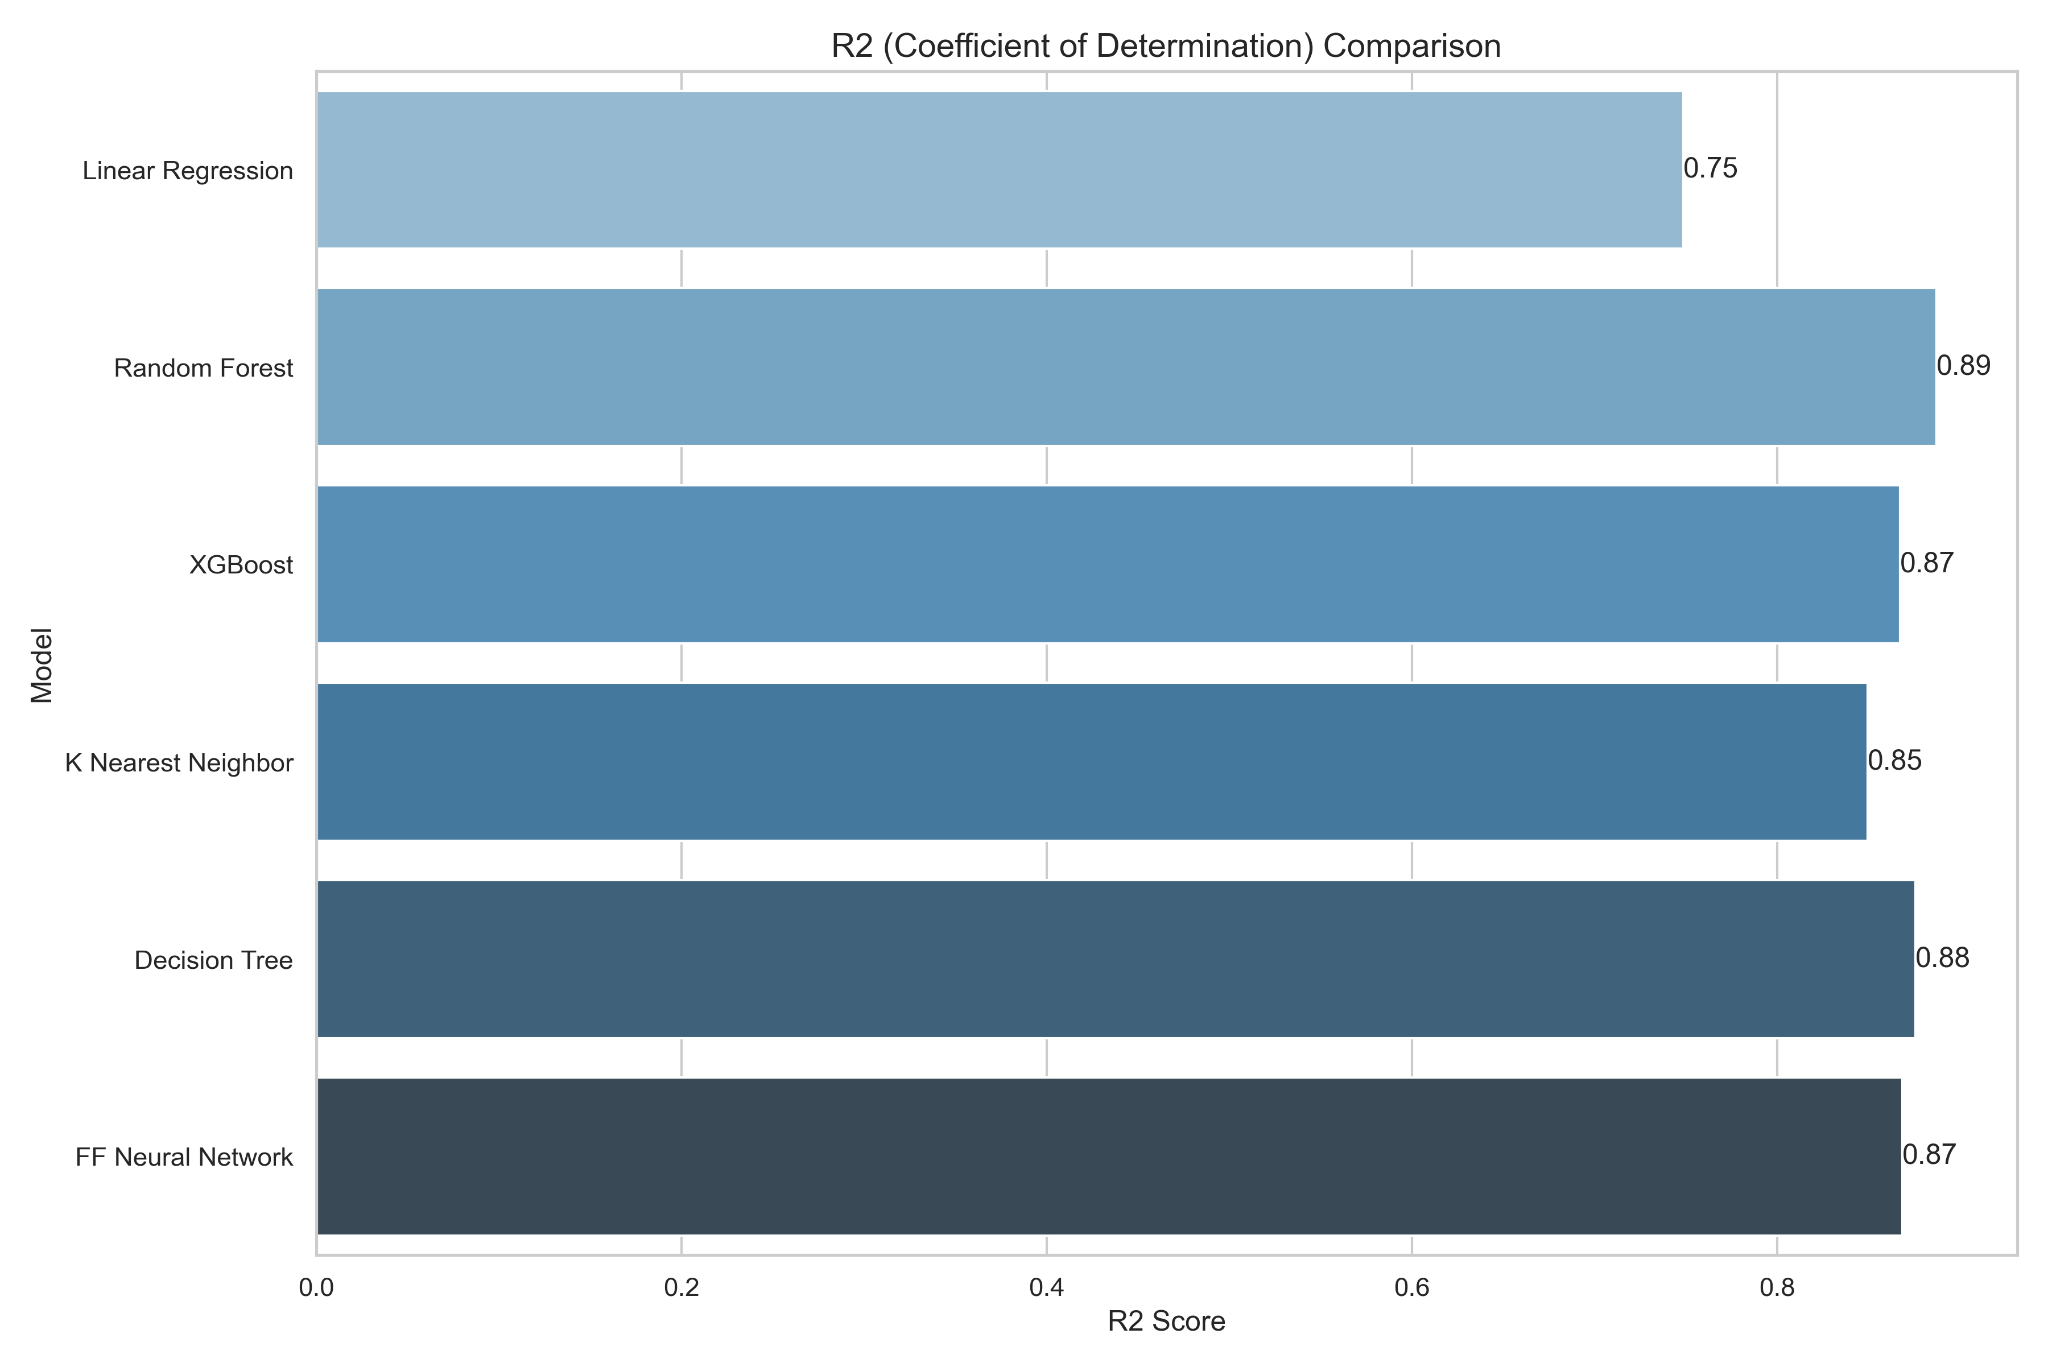 R2 (Coefficient of Determination) Comparison
Linear Regression
0.75
Random Forest
0.89
XGBoost
0.87
Model
K Nearest Neighbor
0.85
Decision Tree
0.88
FF Neural Network
0.87
0.0 0.2 0.4 0.6 0.8
R2 Score